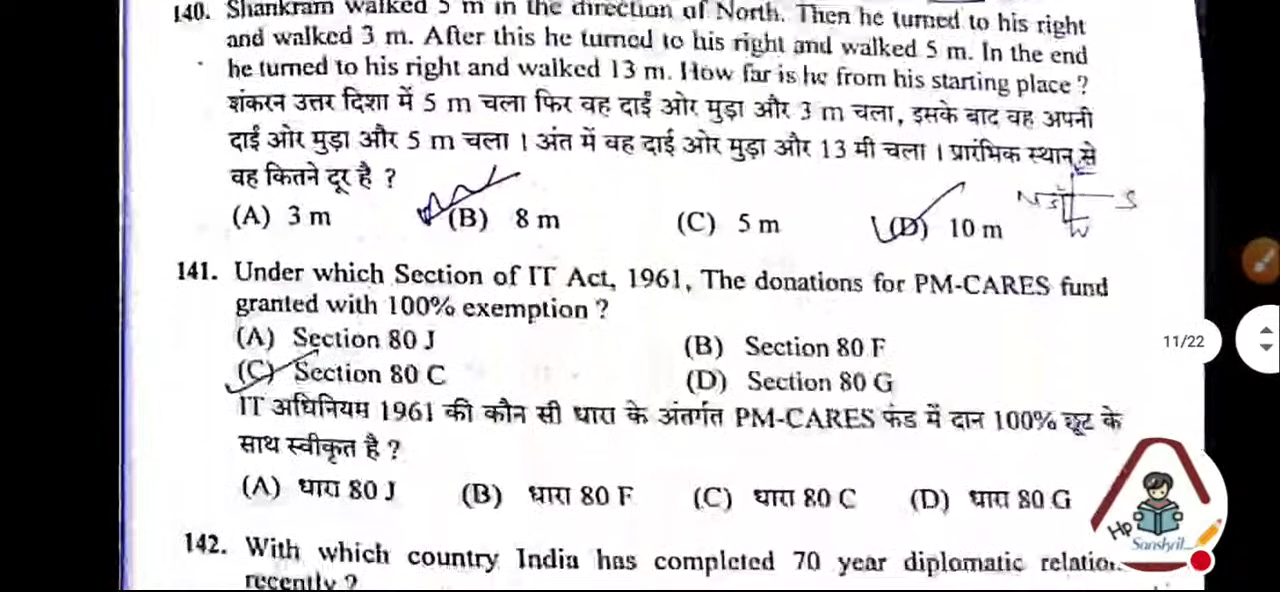 140. Shankram walked 5 m in the direction of North. Then he turned to his right
and walked 3 m. After this he turned to his right and walked 5 m. In the end
he turned to his right and walked 13 m. How far is he from his starting place ?
शंकरन उत्तर दिशा में 5 m चला फिर वह दाईं ओर मुड़ा और 3 m चला, इसके बाद वह अपनी
दाईं ओर मुड़ा और 5 m चला । अंत में वह दाई ओर मुड़ा और 13 मी चला । प्रारंभिक स्थान से
वह कितने दूर है ?
N S
W
(A) 3 m (B) 8 m (C) 5 m (D) 10 m
141. Under which Section of IT Act, 1961, The donations for PM-CARES fund
granted with 100% exemption ?
(A) Section 80 J (B) Section 80 F
(C) Section 80 C (D) Section 80 G
IT अधिनियम 1961 की कौन सी धारा के अंतर्गत PM-CARES फंड में दान 100% छूट के
साथ स्वीकृत है ?
(A) धारा 80 J (B) धारा 80 F (C) धारा 80 C (D) धारा 80 G
142. With which country India has completed 70 year diplomatic
recently ?
11/22
Hp